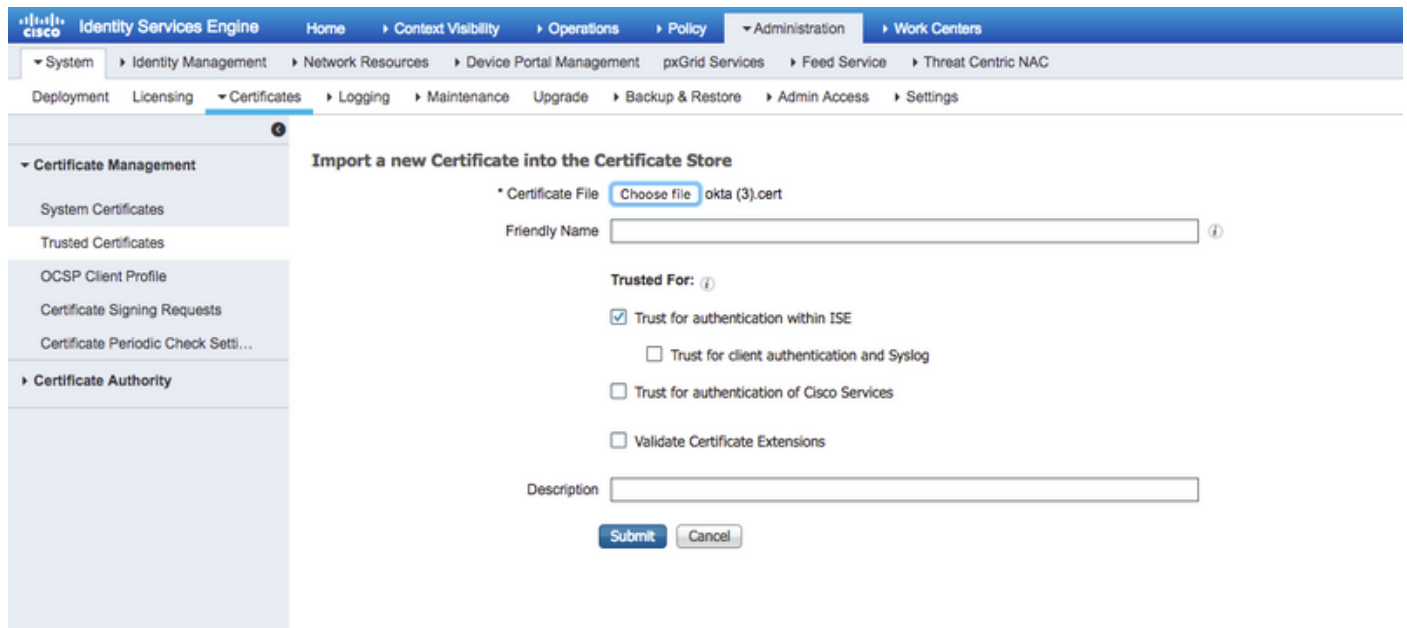 cisco Identity Services Engine Home Context Visibility Operations Policy Administration Work Centers
System Identity Management Network Resources Device Portal Management pxGrid Services Feed Service Threat Centric NAC
Deployment Licensing Certificates Logging Maintenance Upgrade Backup & Restore Admin Access Settings
Certificate Management
System Certificates
Trusted Certificates
OCSP Client Profile
Certificate Signing Requests
Certificate Periodic Check Setti...
Certificate Authority
Import a new Certificate into the Certificate Store
* Certificate File Choose file okta (3).cert
Friendly Name
Trusted For:
Trust for authentication within ISE
Trust for client authentication and Syslog
Trust for authentication of Cisco Services
Validate Certificate Extensions
Description
Submit Cancel